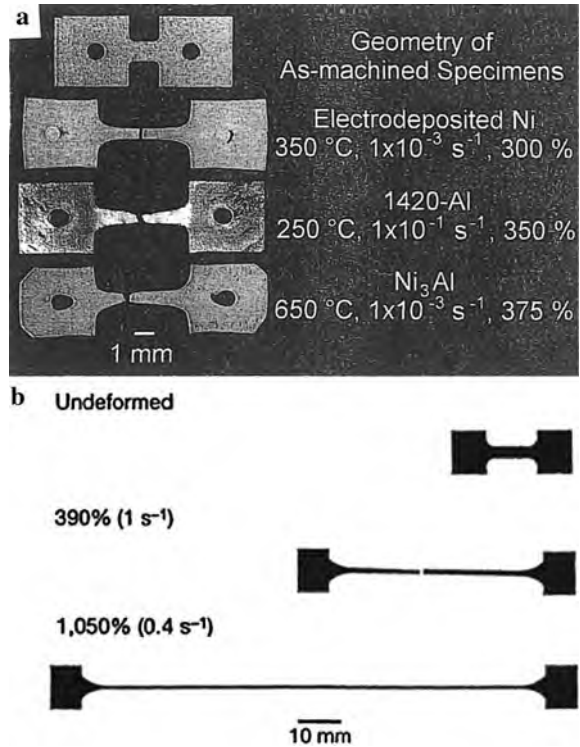 a
Geometry of
As-machined Specimens
Electrodeposited Ni
350 °C, 1x10⁻³ s⁻¹, 300 %
1420-Al
250 °C, 1x10⁻¹ s⁻¹, 350 %
Ni₃Al
650 °C, 1x10⁻³ s⁻¹, 375 %
1 mm
b
Undeformed
390% (1 s⁻¹)
1,050% (0.4 s⁻¹)
10 mm